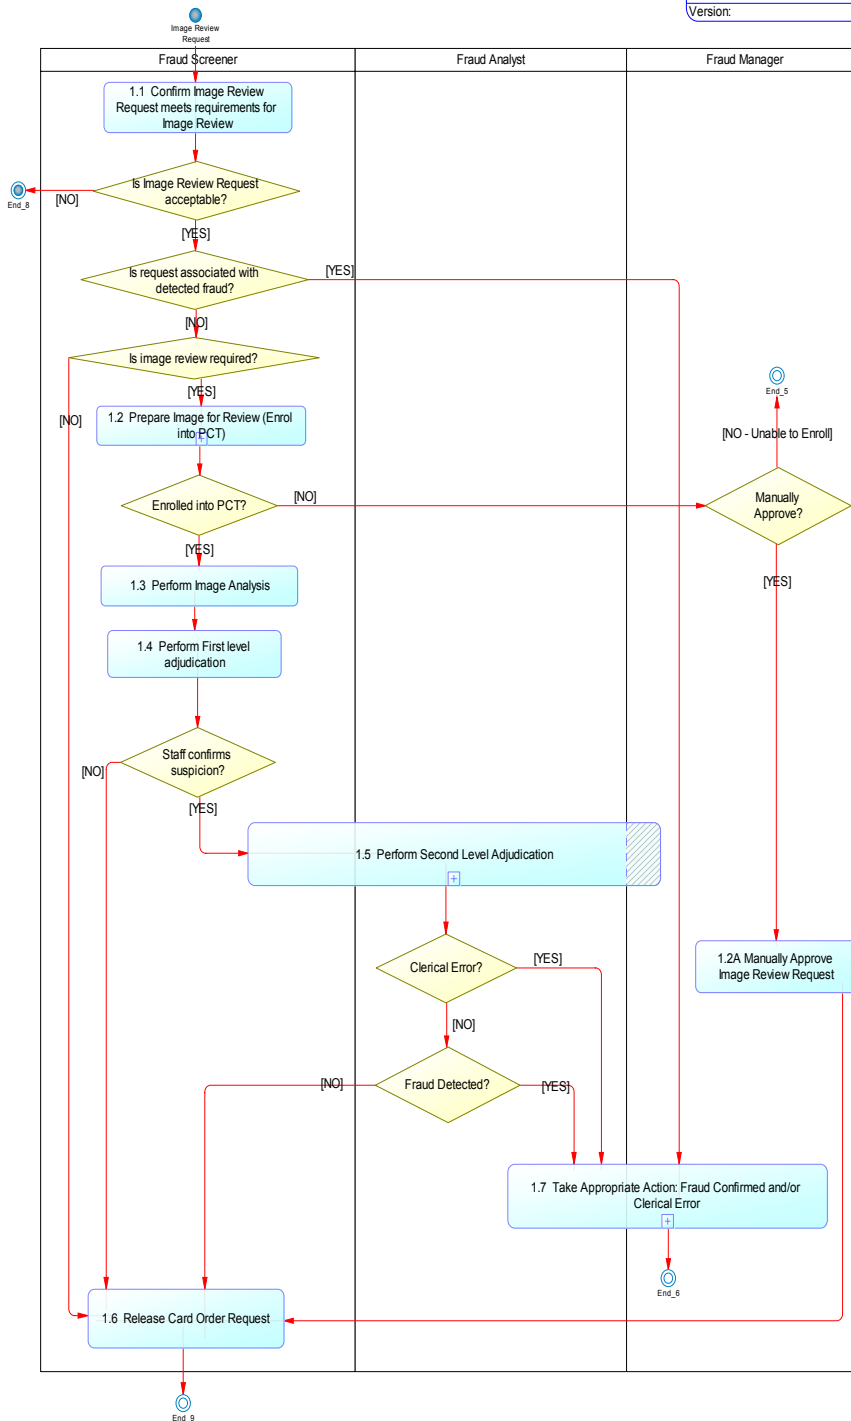 Version:
Image Review
Request
Fraud Screener
Fraud Analyst
Fraud Manager
1.1 Confirm Image Review
Request meets requirements for
Image Review
Is Image Review Request
acceptable?
[NO]
End_8
[YES]
Is request associated with
detected fraud?
[YES]
[NO]
Is image review required?
[YES]
[NO]
1.2 Prepare Image for Review (Enrol
into PCT)
End_5
[NO - Unable to Enroll]
Enrolled into PCT?
[NO]
Manually
Approve?
[YES]
[YES]
1.3 Perform Image Analysis
1.4 Perform First level
adjudication
Staff confirms
suspicion?
[NO]
[YES]
1.5 Perform Second Level Adjudication
Clerical Error?
[YES]
1.2A Manually Approve
Image Review Request
[NO]
Fraud Detected?
[NO]
[YES]
1.7 Take Appropriate Action: Fraud Confirmed and/or
Clerical Error
End_6
1.6 Release Card Order Request
End_9